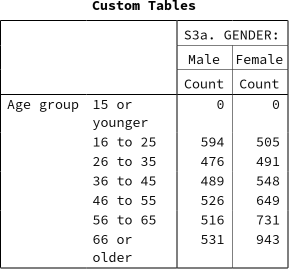 Custom Tables
S3a. GENDER:
Male Female
Count Count
Age group 15 or younger 0 0
16 to 25 594 505
26 to 35 476 491
36 to 45 489 548
46 to 55 526 649
56 to 65 516 731
66 or older 531 943